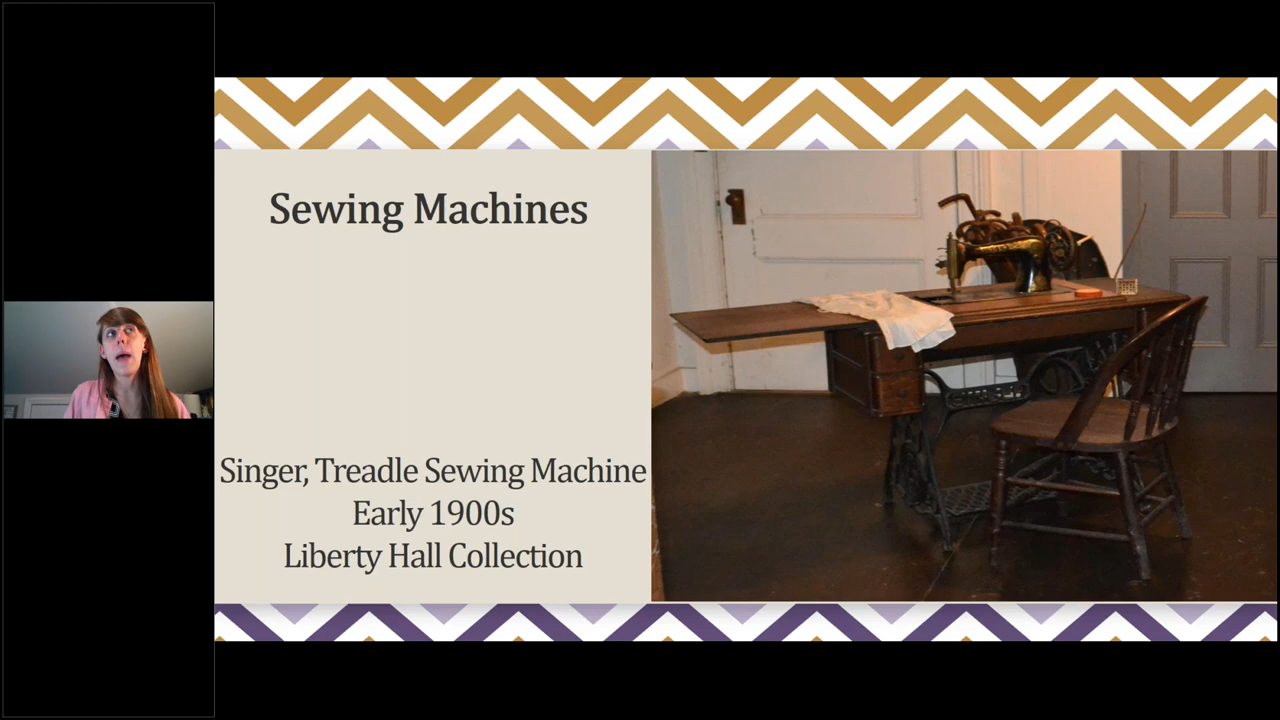 Sewing Machines
Singer, Treadle Sewing Machine
Early 1900s
Liberty Hall Collection